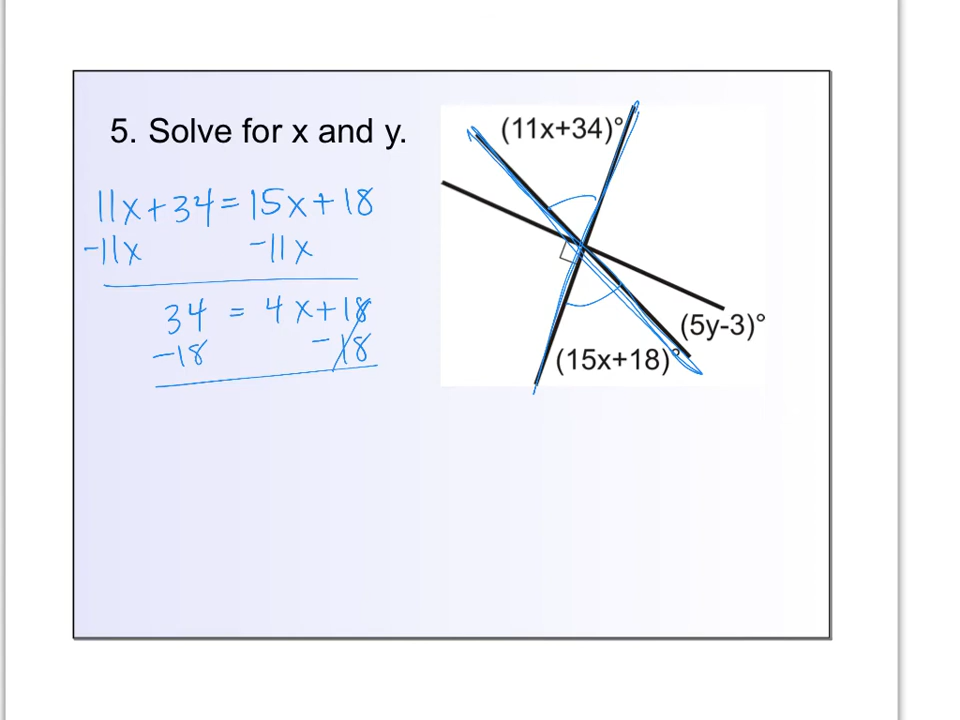 5. Solve for x and y.
11x+34=15x+18
-11x -11x
34 = 4x+18
-18 -18
(11x+34)°
(5y-3)°
(15x+18)°